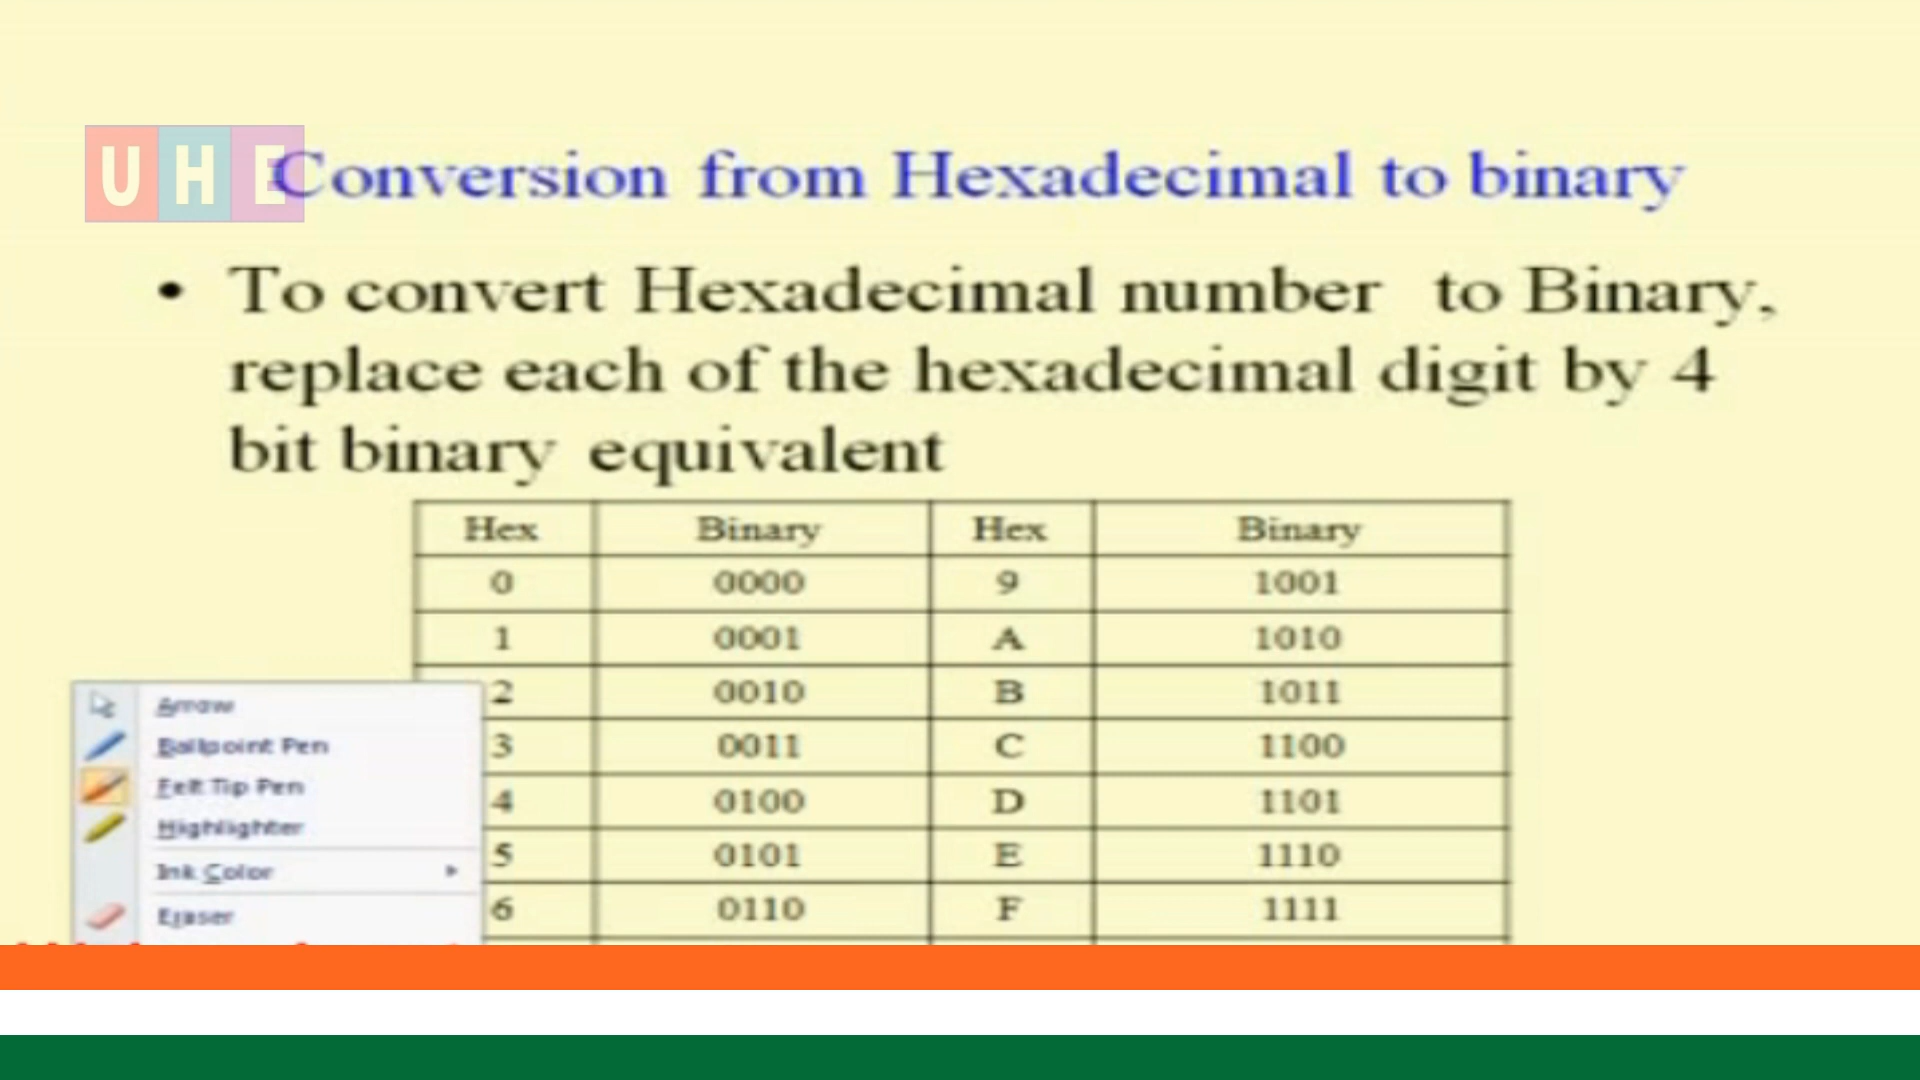 UHE
Conversion from Hexadecimal to binary
• To convert Hexadecimal number to Binary,
replace each of the hexadecimal digit by 4
bit binary equivalent
Hex Binary Hex Binary
0 0000 9 1001
1 0001 A 1010
2 0010 B 1011
3 0011 C 1100
4 0100 D 1101
5 0101 E 1110
6 0110 F 1111
Arrow
Ballpoint Pen
Felt Tip Pen
Highlighter
Ink Color
Eraser